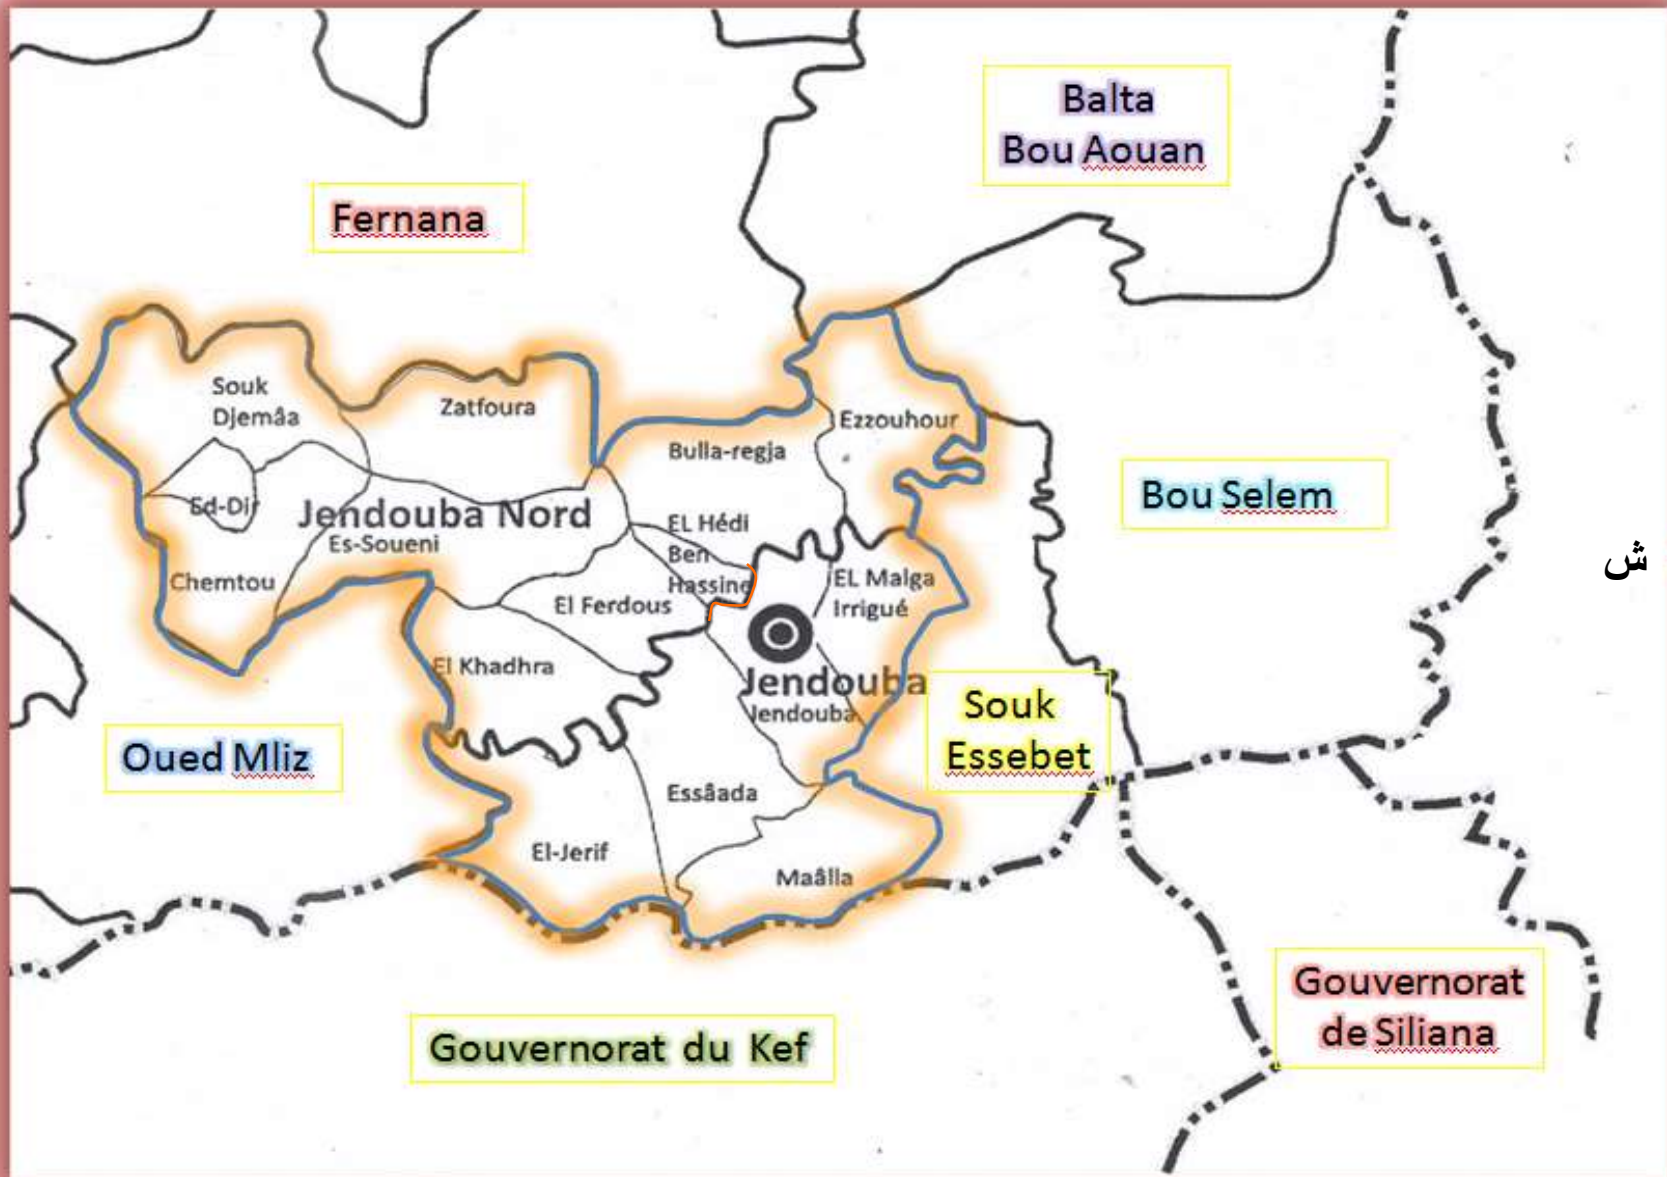 Balta
Bou Aouan
Fernana
Souk
Djemâa
Zatfoura
Ezzouhour
Bulla-regja
Bou Selem
Ed-Dir
Jendouba Nord
EL Hédi
Ben
Hassine
Es-Soueni
ش
Chemtou
El Ferdous
EL Malga
Irrigué
El Khadhra
Jendouba
Jendouba
Souk
Essebet
Oued Mliz
Essâada
El-Jerif
Maâlla
Gouvernorat
de Siliana
Gouvernorat du Kef